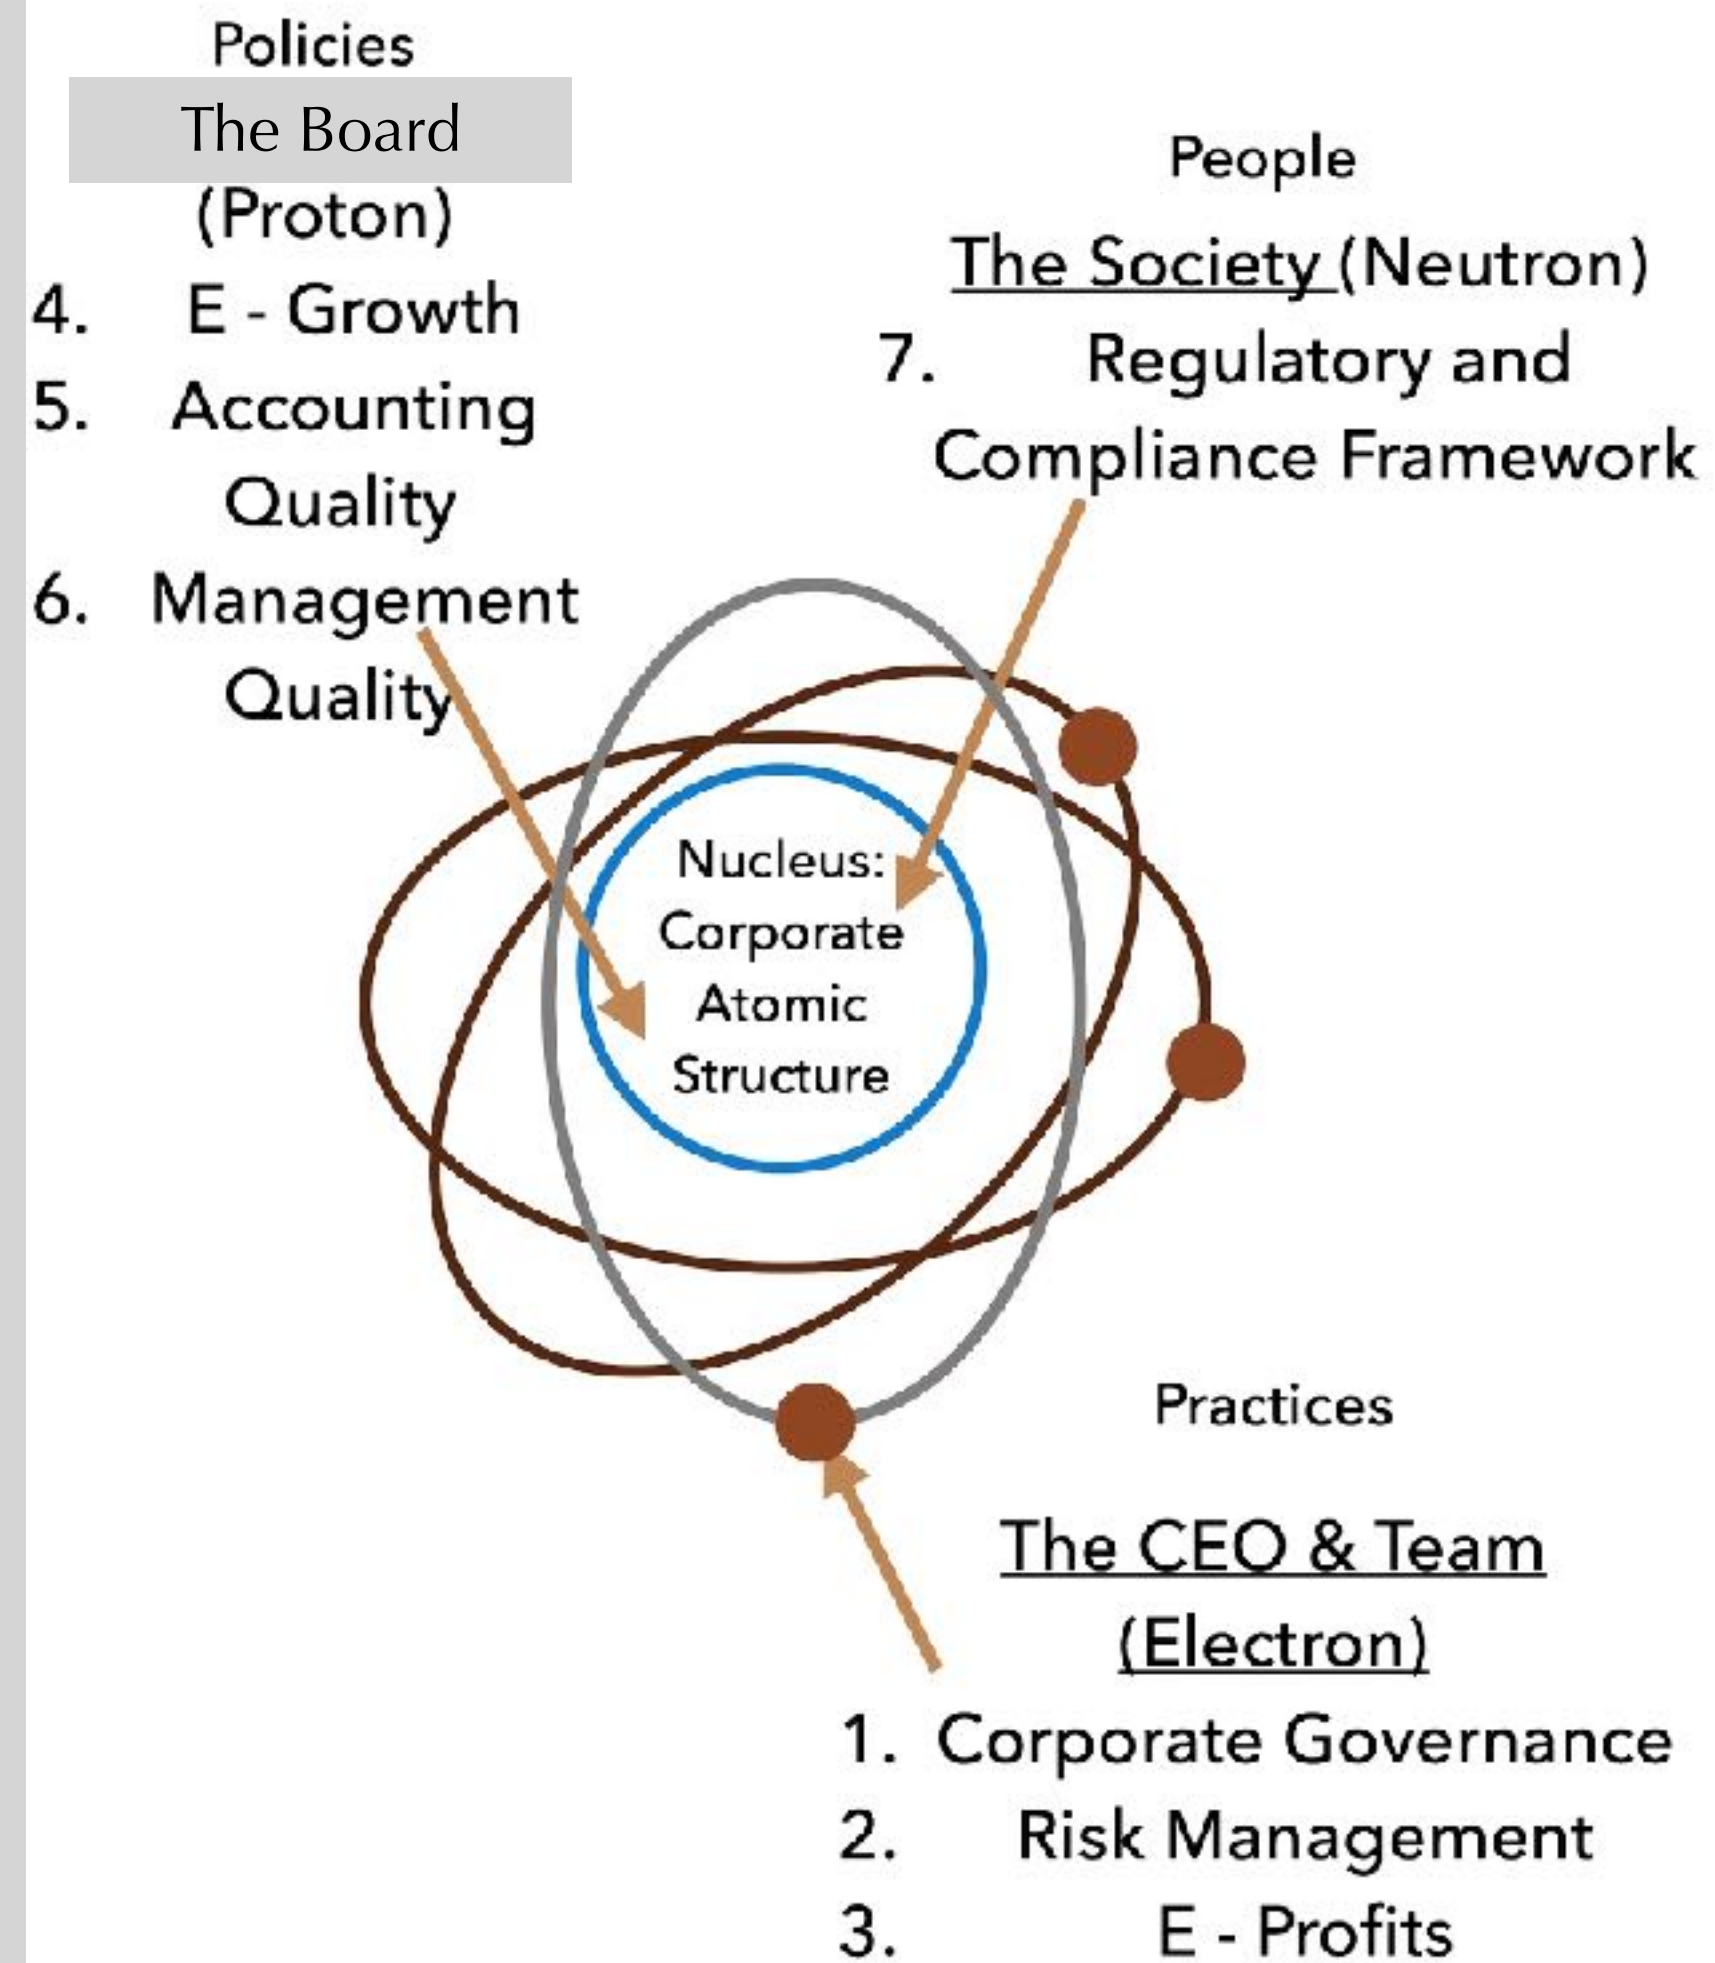 Policies
The Board
(Proton)
4. E - Growth
5. Accounting
Quality
6. Management
Quality
People
The Society (Neutron)
7. Regulatory and
Compliance Framework
Nucleus:
Corporate
Atomic
Structure
Practices
The CEO & Team
(Electron)
1. Corporate Governance
2. Risk Management
3. E - Profits